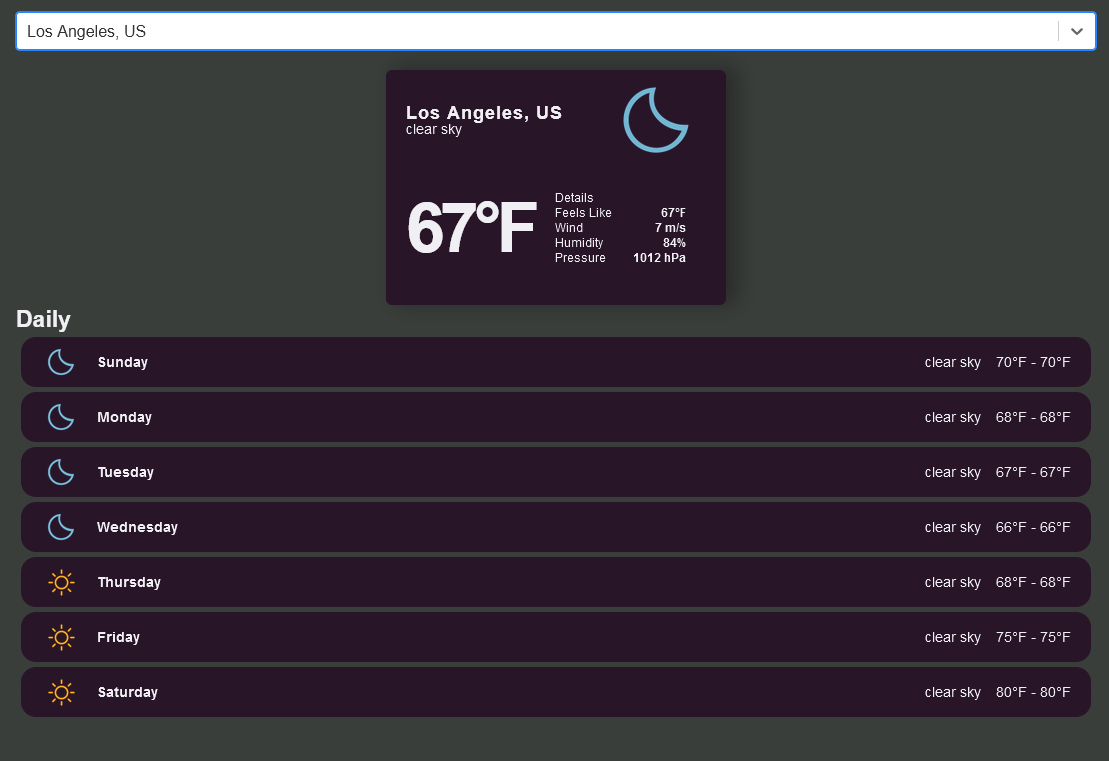 Los Angeles, US
Los Angeles, US
clear sky
67°F
Details
Feels Like 67°F
Wind 7 m/s
Humidity 84%
Pressure 1012 hPa
Daily
Sunday clear sky 70°F - 70°F
Monday clear sky 68°F - 68°F
Tuesday clear sky 67°F - 67°F
Wednesday clear sky 66°F - 66°F
Thursday clear sky 68°F - 68°F
Friday clear sky 75°F - 75°F
Saturday clear sky 80°F - 80°F